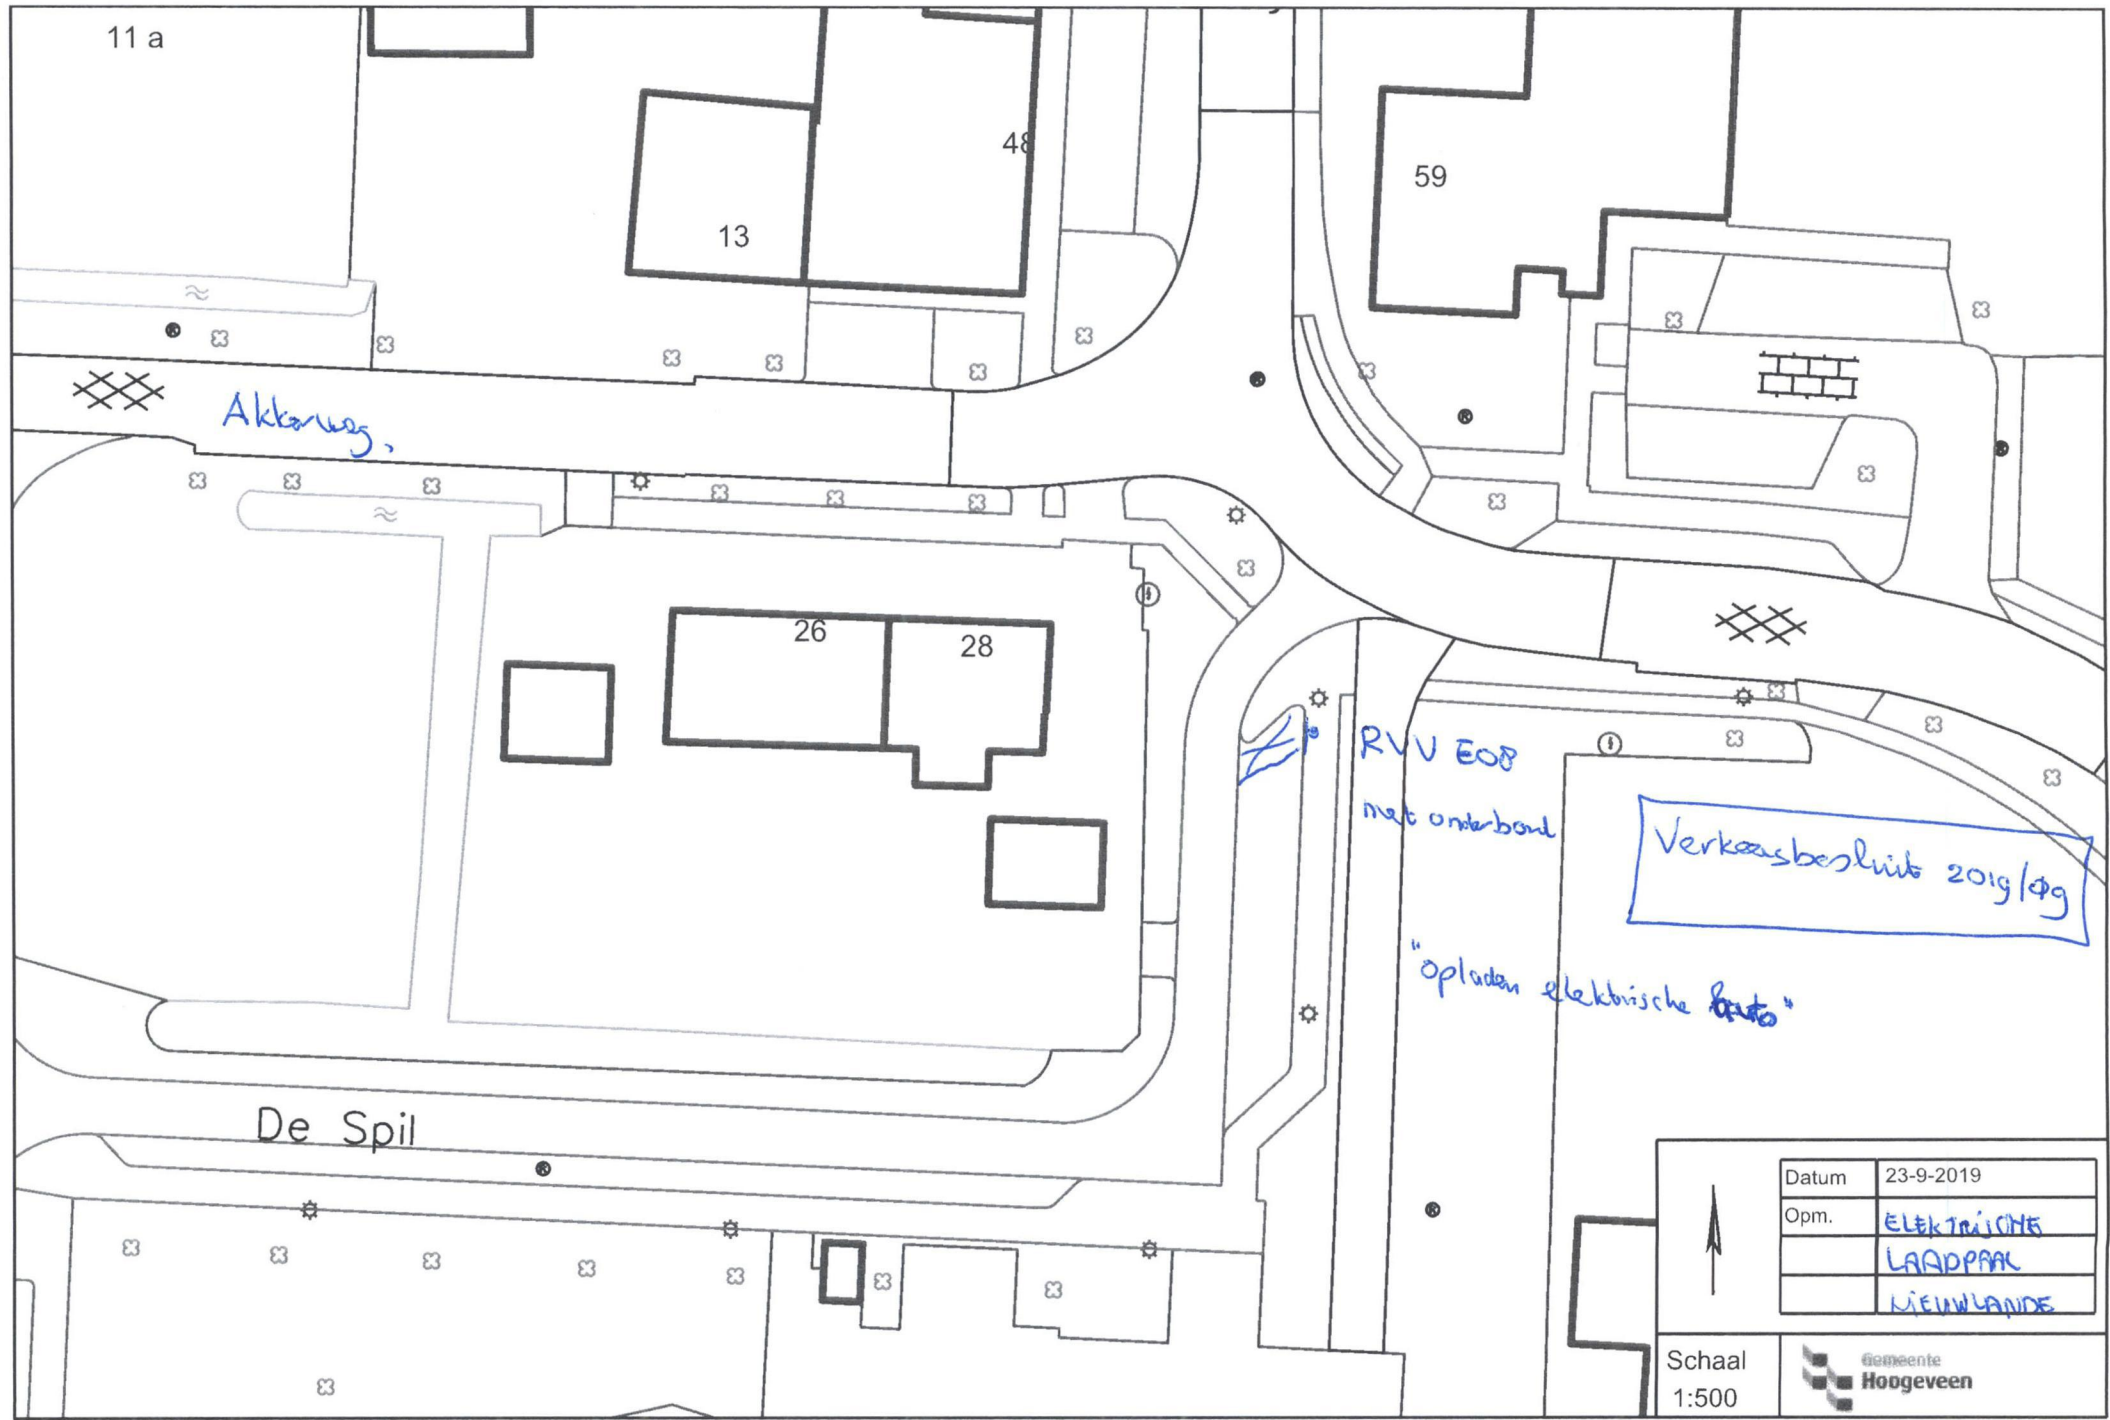 11 a
48
13
59
Akkerweg,
26
28
RVV E08
met onderbord
Verkeersbesluit 2019/09
"opladen elektrische auto"
De Spil
Datum 23-9-2019
Opm. ELEKTRISCHE
LAADPAAL
NIEUWLANDE
Schaal
1:500
Gemeente
Hoogeveen